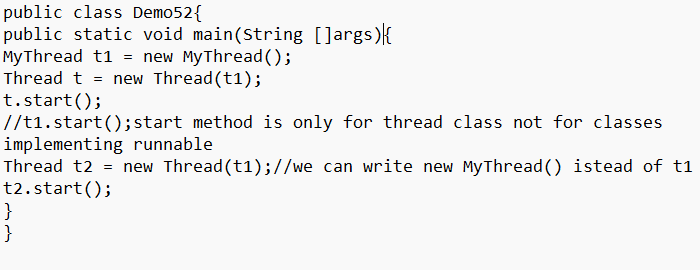 public class Demo52{
public static void main(String []args){
MyThread t1 = new MyThread();
Thread t = new Thread(t1);
t.start();
//t1.start();start method is only for thread class not for classes
implementing runnable
Thread t2 = new Thread(t1);//we can write new MyThread() istead of t1
t2.start();
}
}